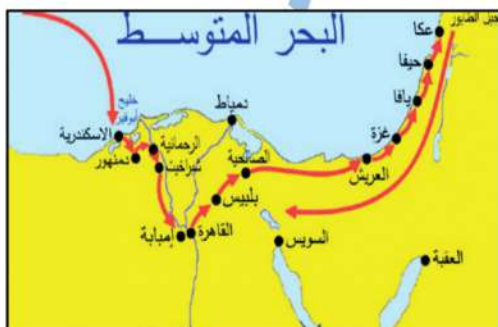 البحر المتوسط
عكا
جبل الطابور
حيفا
يافا
خليج
أبوقير
دمياط
غزة
الاسكندرية
الرحمانية
الصالحية
دمنهور
شبراخيت
العريش
بلبيس
إمبابة
القاهرة
السويس
العقبة